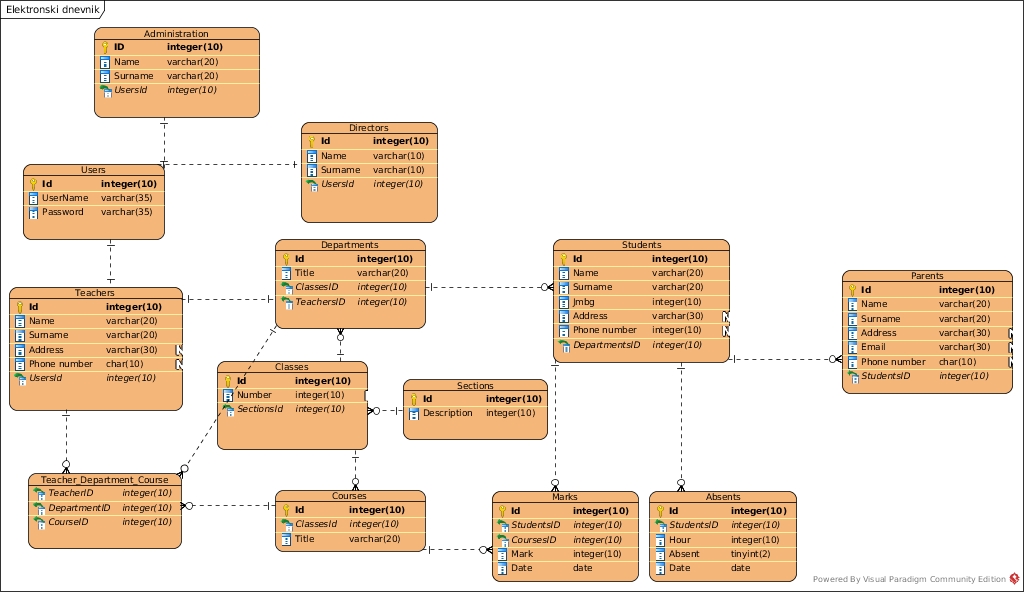 Elektronski dnevnik
Administration
ID integer(10)
Name varchar(20)
Surname varchar(20)
UsersId integer(10)
Directors
Id integer(10)
Name varchar(10)
Surname varchar(10)
UsersId integer(10)
Users
Id integer(10)
UserName varchar(35)
Password varchar(35)
Departments
Id integer(10)
Title varchar(20)
ClassesID integer(10)
TeachersID integer(10)
Students
Id integer(10)
Name varchar(20)
Surname varchar(20)
Jmbg integer(10)
Address varchar(30)
Phone number integer(10)
DepartmentsID integer(10)
Parents
Id integer(10)
Name varchar(20)
Surname varchar(20)
Address varchar(30)
Email varchar(30)
Phone number char(10)
StudentsID integer(10)
Teachers
Id integer(10)
Name varchar(20)
Surname varchar(20)
Address varchar(30)
Phone number char(10)
UsersId integer(10)
Classes
Id integer(10)
Number integer(10)
SectionsId integer(10)
Sections
Id integer(10)
Description integer(10)
Teacher_Department_Course
TeacherID integer(10)
DepartmentID integer(10)
CourseID integer(10)
Courses
Id integer(10)
ClassesId integer(10)
Title varchar(20)
Marks
Id integer(10)
StudentsID integer(10)
CoursesID integer(10)
Mark integer(10)
Date date
Absents
Id integer(10)
StudentsID integer(10)
Hour integer(10)
Absent tinyint(2)
Date date
Powered By Visual Paradigm Community Edition